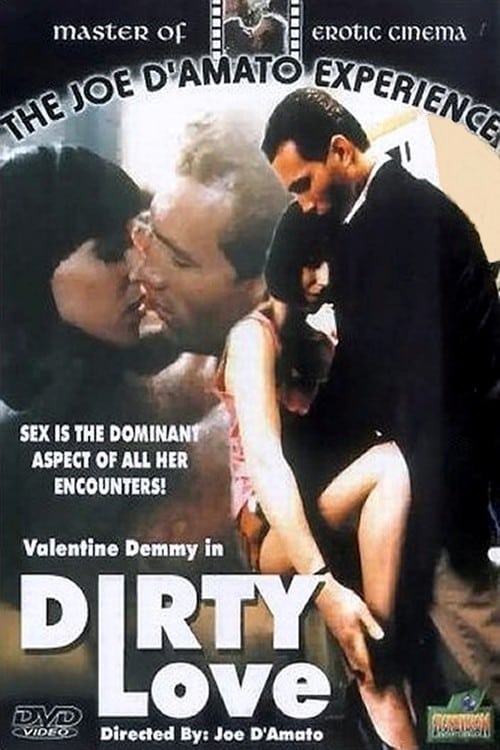 MASTER OF EROTIC CINEMA
THE JOE D'AMATO EXPERIENCE
SEX IS THE DOMINANT
ASPECT OF ALL HER
ENCOUNTERS!
Valentine Demmy in
DIRTY
LOVE
Directed By: Joe D'Amato
DVD
VIDEO